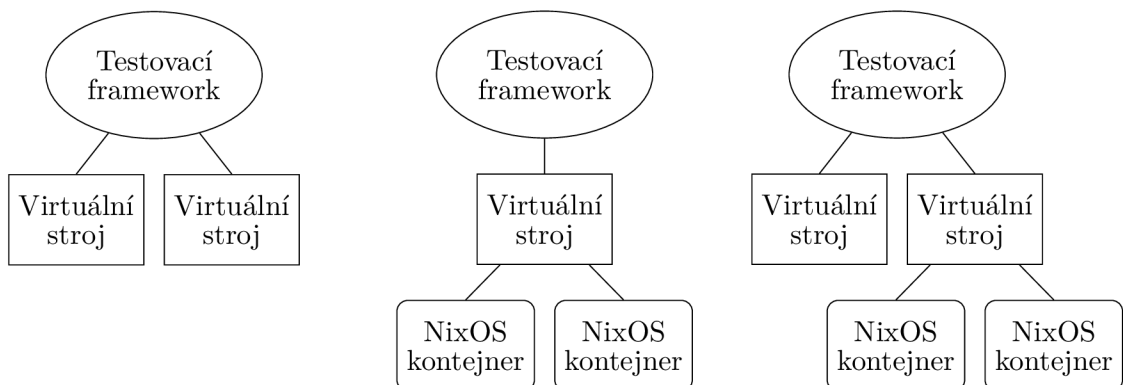 Testovací
framework
Virtuální
stroj
Virtuální
stroj
Testovací
framework
Virtuální
stroj
NixOS
kontejner
NixOS
kontejner
Testovací
framework
Virtuální
stroj
Virtuální
stroj
NixOS
kontejner
NixOS
kontejner